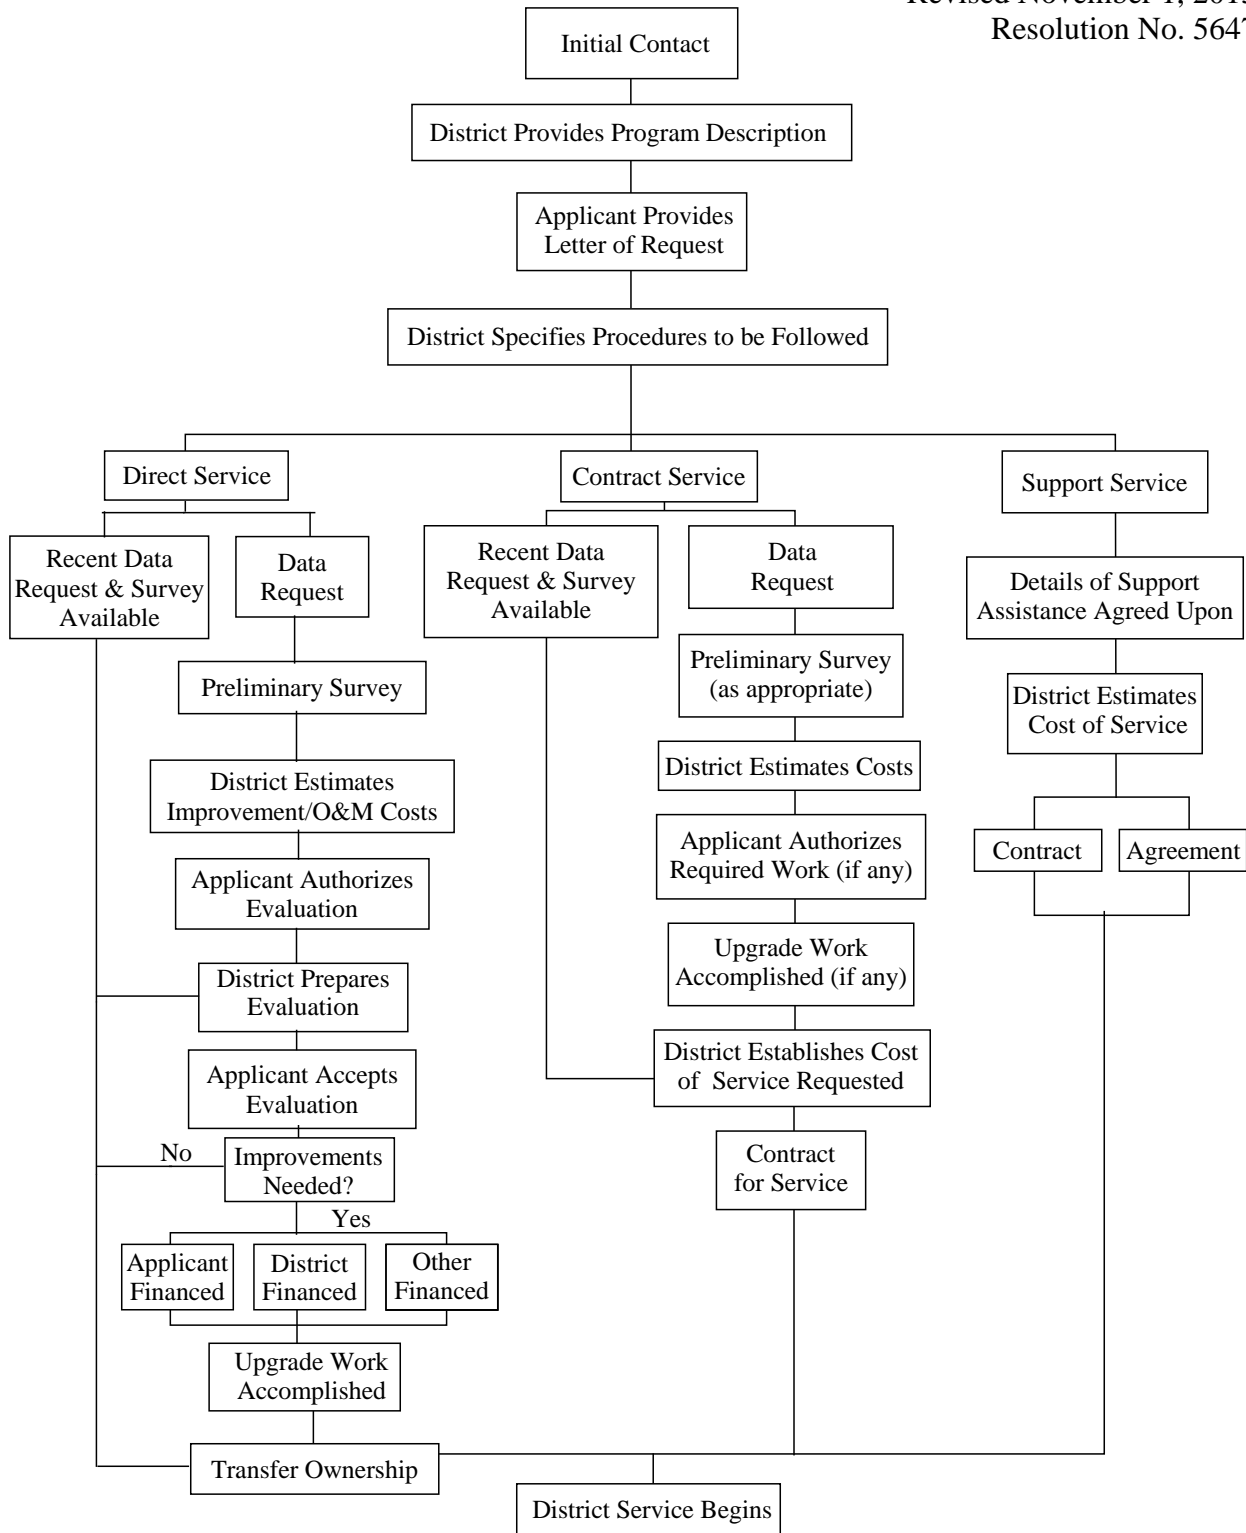 Resolution No. 5647
Initial Contact
District Provides Program Description
Applicant Provides
Letter of Request
District Specifies Procedures to be Followed
Direct Service
Contract Service
Support Service
Recent Data
Request & Survey
Available
Data
Request
Recent Data
Request & Survey
Available
Data
Request
Details of Support
Assistance Agreed Upon
Preliminary Survey
Preliminary Survey
(as appropriate)
District Estimates
Cost of Service
District Estimates
Improvement/O&M Costs
District Estimates Costs
Applicant Authorizes
Required Work (if any)
Contract
Agreement
Applicant Authorizes
Evaluation
Upgrade Work
Accomplished (if any)
District Prepares
Evaluation
District Establishes Cost
of Service Requested
Applicant Accepts
Evaluation
No
Improvements
Needed?
Contract
for Service
Yes
Applicant
Financed
District
Financed
Other
Financed
Upgrade Work
Accomplished
Transfer Ownership
District Service Begins